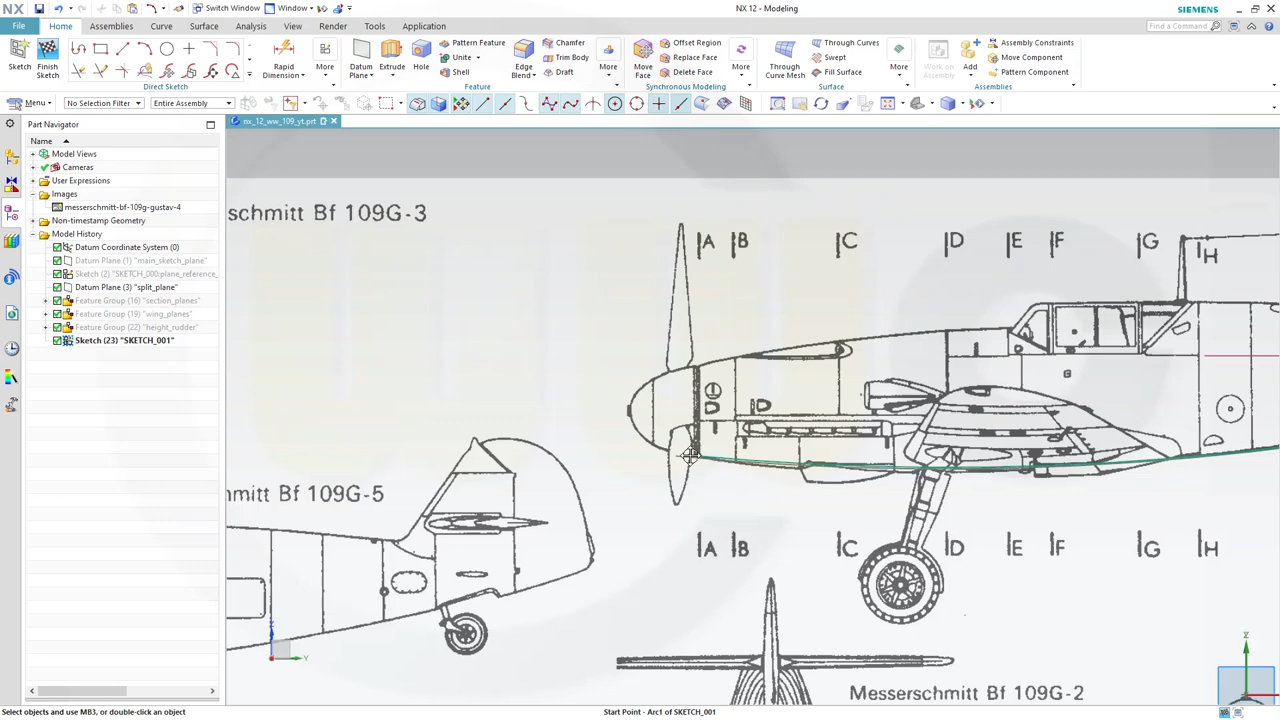 NX
Switch Window
Window
NX 12 - Modeling
SIEMENS
File
Home
Assemblies
Curve
Surface
Analysis
View
Render
Tools
Application
Find a Command
Sketch
Finish Sketch
Rapid Dimension
More
Direct Sketch
Datum Plane
Extrude
Hole
Pattern Feature
Unite
Shell
Edge Blend
Chamfer
Trim Body
Draft
More
Feature
Move Face
Offset Region
Replace Face
Delete Face
More
Synchronous Modeling
Through Curve Mesh
Through Curves
Swept
Fill Surface
More
Surface
Work on Assembly
Add
Assembly Constraints
Move Component
Pattern Component
Assemblies
Menu
No Selection Filter
Entire Assembly
Part Navigator
nx_12_ww_109_yt.prt
Name
Model Views
Cameras
User Expressions
Images
messerschmitt-bf-109g-gustav-4
Non-timestamp Geometry
Model History
Datum Coordinate System (0)
Datum Plane (1) "main_sketch_plane"
Sketch (2) "SKETCH_000:plane_reference_
Datum Plane (3) "split_plane"
Feature Group (16) "section_planes"
Feature Group (19) "wing_planes"
Feature Group (22) "height_rudder"
Sketch (23) "SKETCH_001"
schmitt Bf 109G-3
A B C D E F G H
mitt Bf 109G-5
A B C D E F G H
Messerschmitt Bf 109G-2
Z
Y
Z
Select objects and use MB3, or double-click an object
Start Point - Arc1 of SKETCH_001